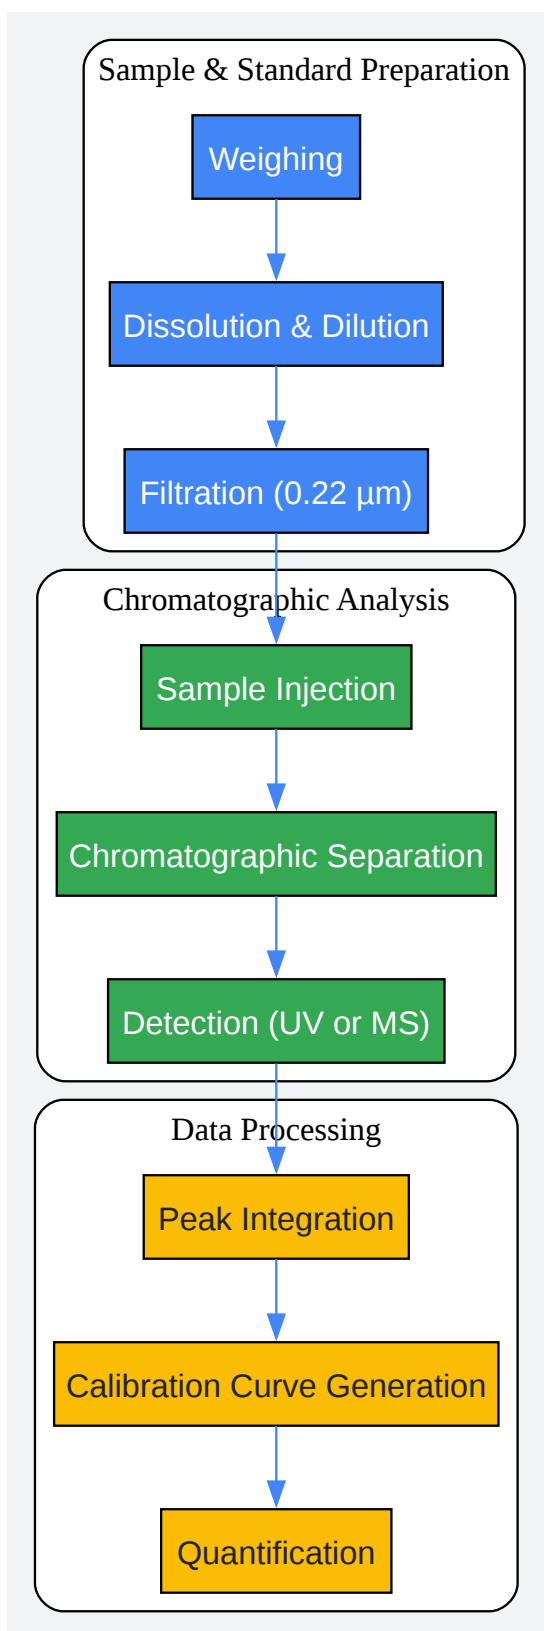 Sample & Standard Preparation
Weighing
Dissolution & Dilution
Filtration (0.22 µm)
Chromatographic Analysis
Sample Injection
Chromatographic Separation
Detection (UV or MS)
Data Processing
Peak Integration
Calibration Curve Generation
Quantification